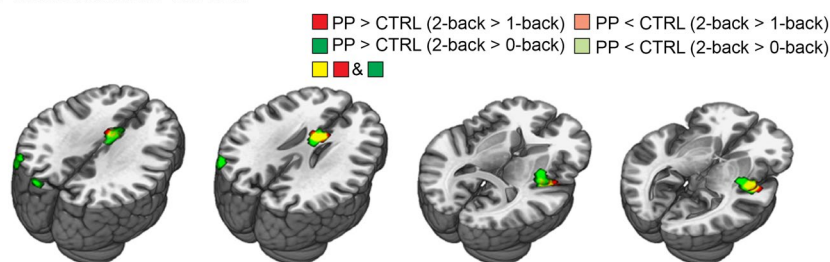 PP > CTRL (2-back > 1-back) PP < CTRL (2-back > 1-back)
PP > CTRL (2-back > 0-back) PP < CTRL (2-back > 0-back)
&